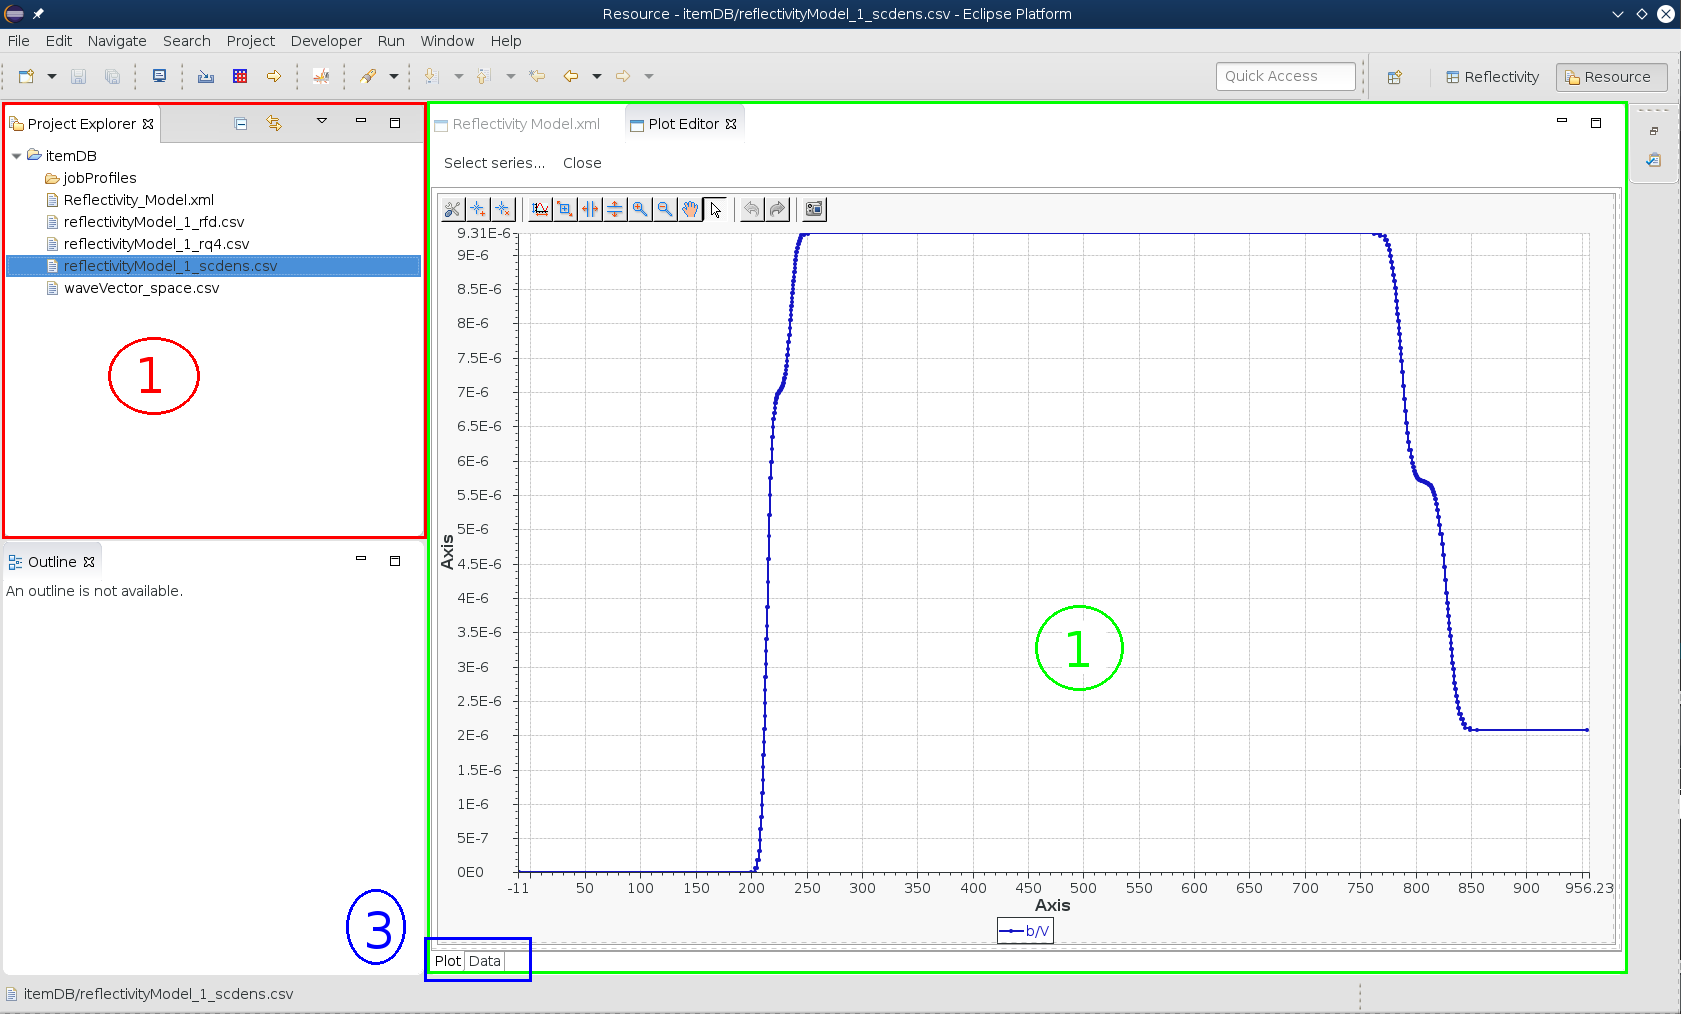 Resource - itemDB/reflectivityModel_1_scdens.csv - Eclipse Platform
File Edit Navigate Search Project Developer Run Window Help
Quick Access
Reflectivity
Resource
Project Explorer
itemDB
jobProfiles
Reflectivity_Model.xml
reflectivityModel_1_rfd.csv
reflectivityModel_1_rq4.csv
reflectivityModel_1_scdens.csv
waveVector_space.csv
1
Outline
An outline is not available.
3
Reflectivity Model.xml
Plot Editor
Select series... Close
9.31E-6
9E-6
8.5E-6
8E-6
7.5E-6
7E-6
6.5E-6
6E-6
5.5E-6
5E-6
4.5E-6
4E-6
3.5E-6
3E-6
2.5E-6
2E-6
1.5E-6
1E-6
5E-7
0E0
Axis
1
-11 50 100 150 200 250 300 350 400 450 500 550 600 650 700 750 800 850 900 956.23
Axis
b/V
Plot Data
itemDB/reflectivityModel_1_scdens.csv